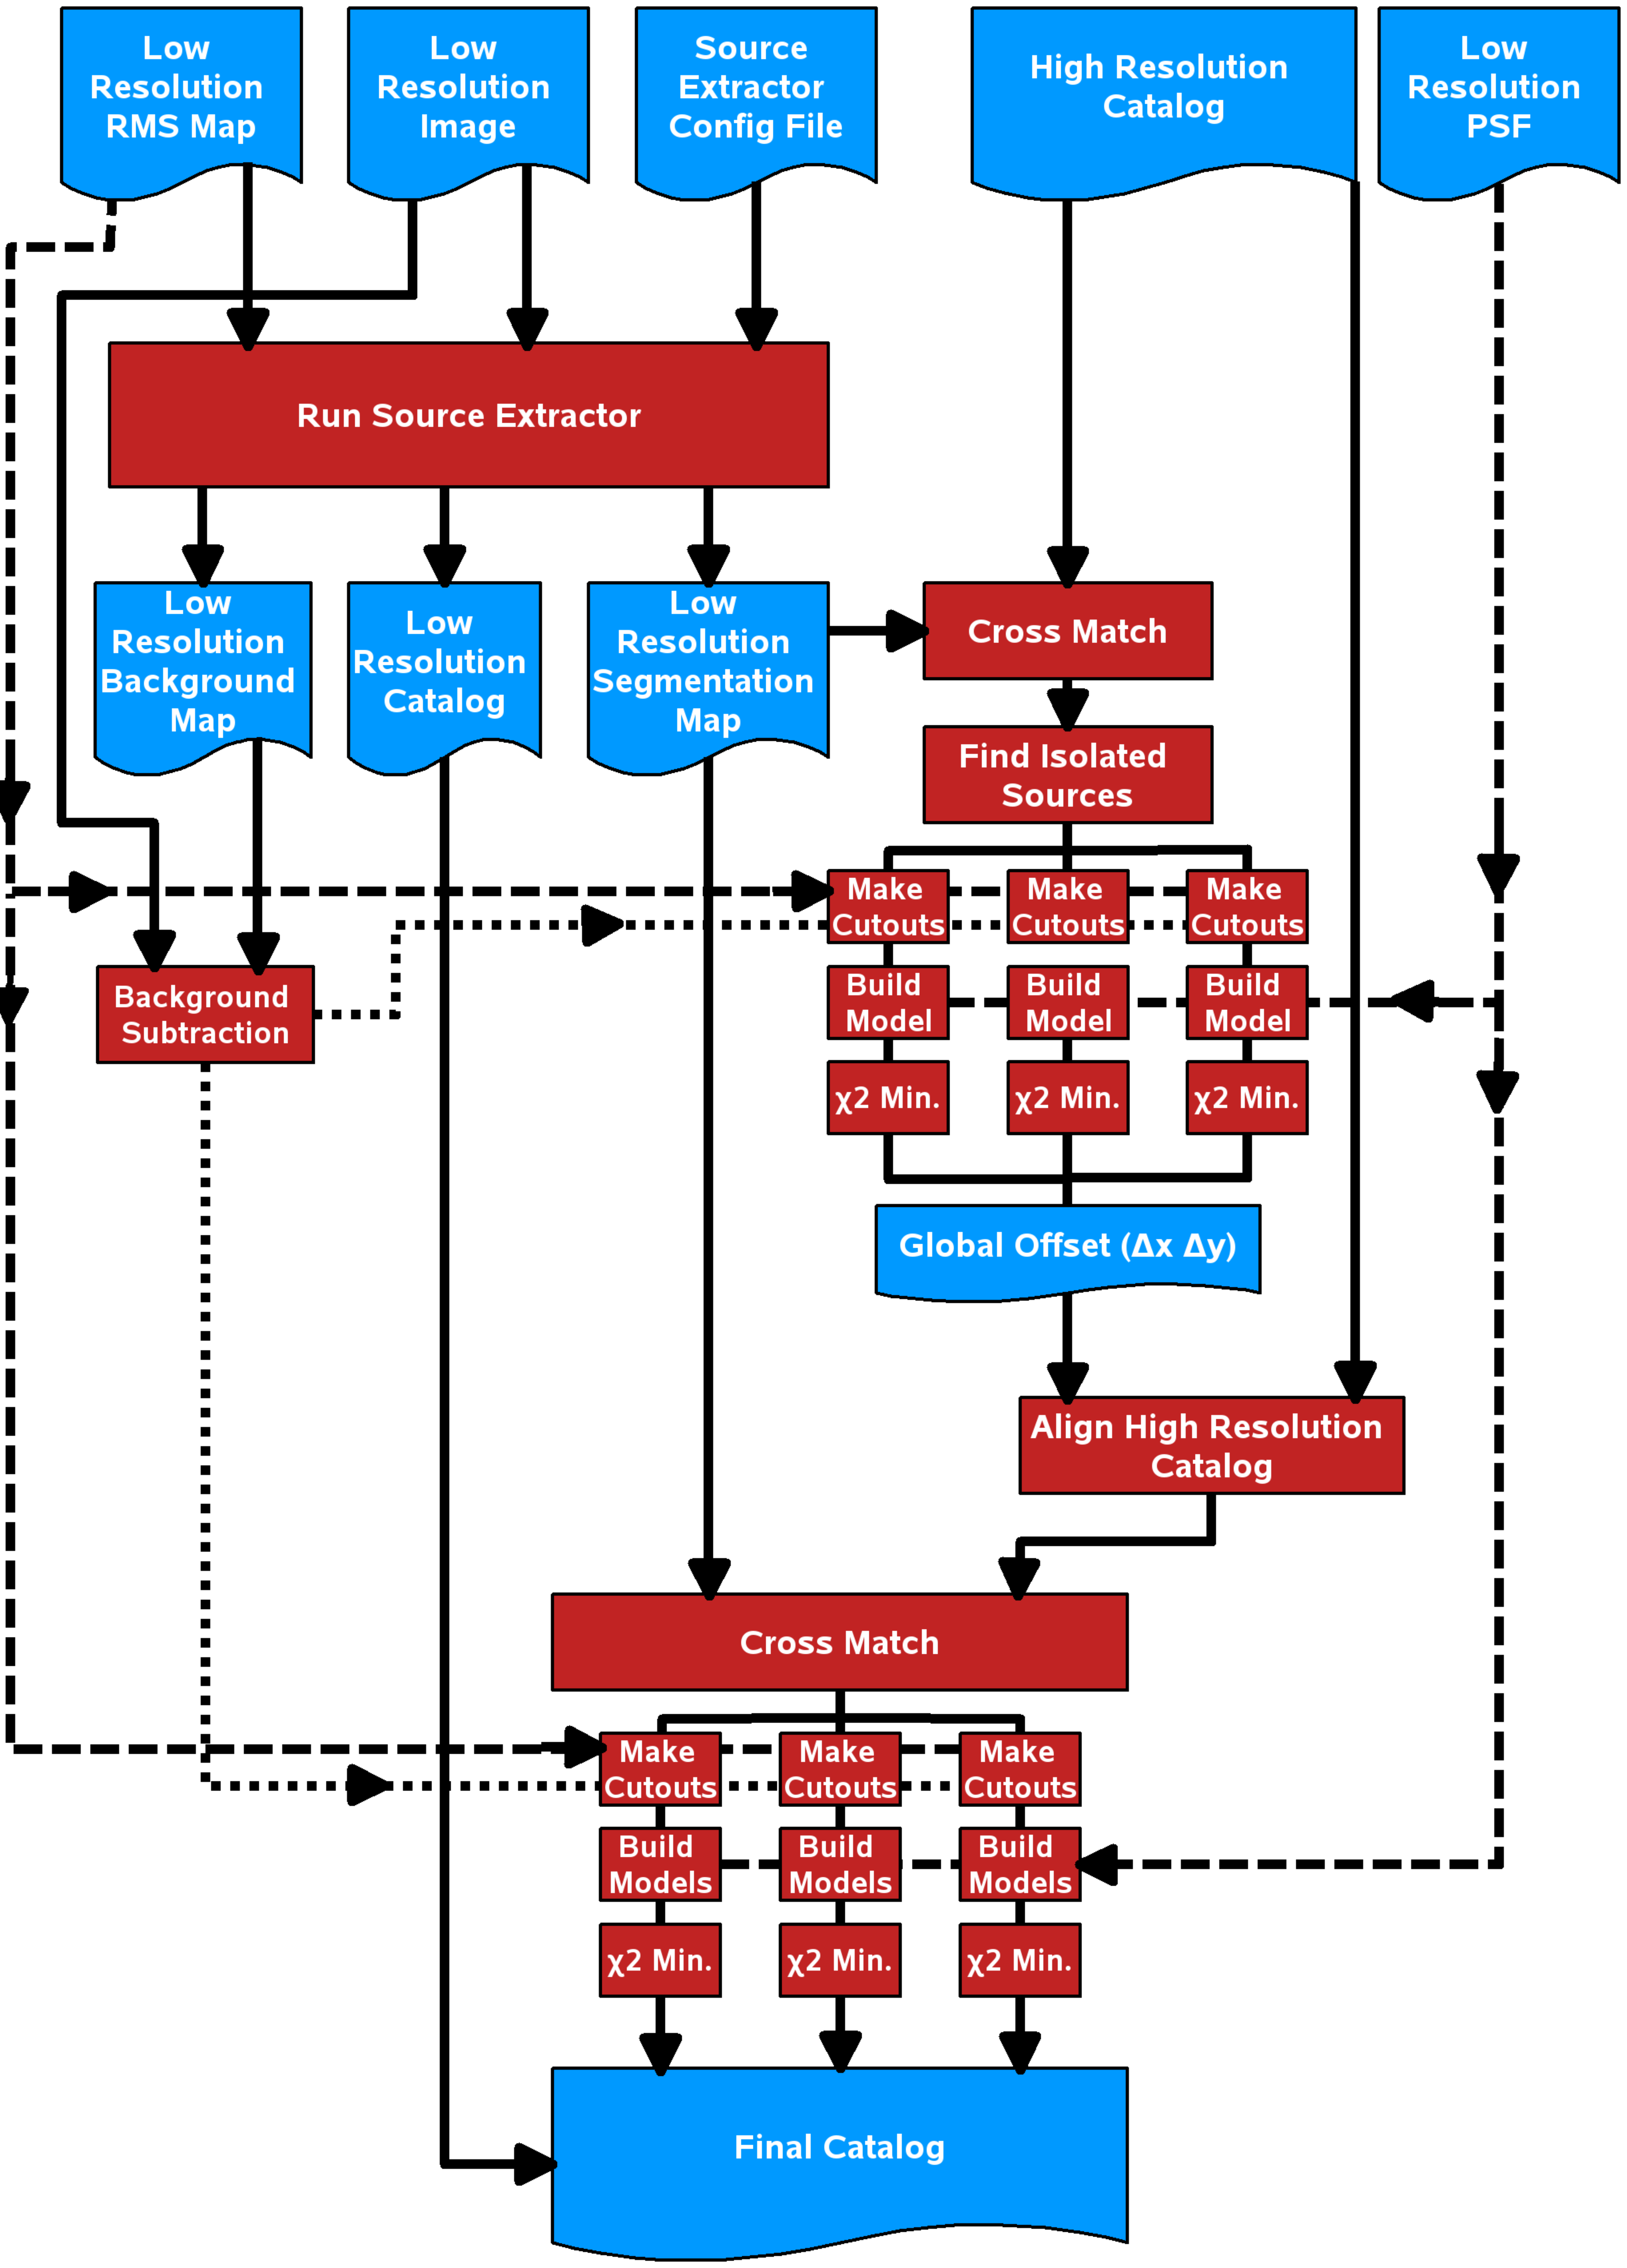 Low
Resolution
RMS Map
Low
Resolution
Image
Source
Extractor
Config File
High Resolution
Catalog
Low
Resolution
PSF
Run Source Extractor
Low
Resolution
Background
Map
Low
Resolution
Catalog
Low
Resolution
Segmentation
Map
Cross Match
Find Isolated
Sources
Make
Cutouts
Make
Cutouts
Make
Cutouts
Background
Subtraction
Build
Model
Build
Model
Build
Model
χ2 Min.
χ2 Min.
χ2 Min.
Global Offset (Δx Δy)
Align High Resolution
Catalog
Cross Match
Make
Cutouts
Make
Cutouts
Make
Cutouts
Build
Models
Build
Models
Build
Models
χ2 Min.
χ2 Min.
χ2 Min.
Final Catalog